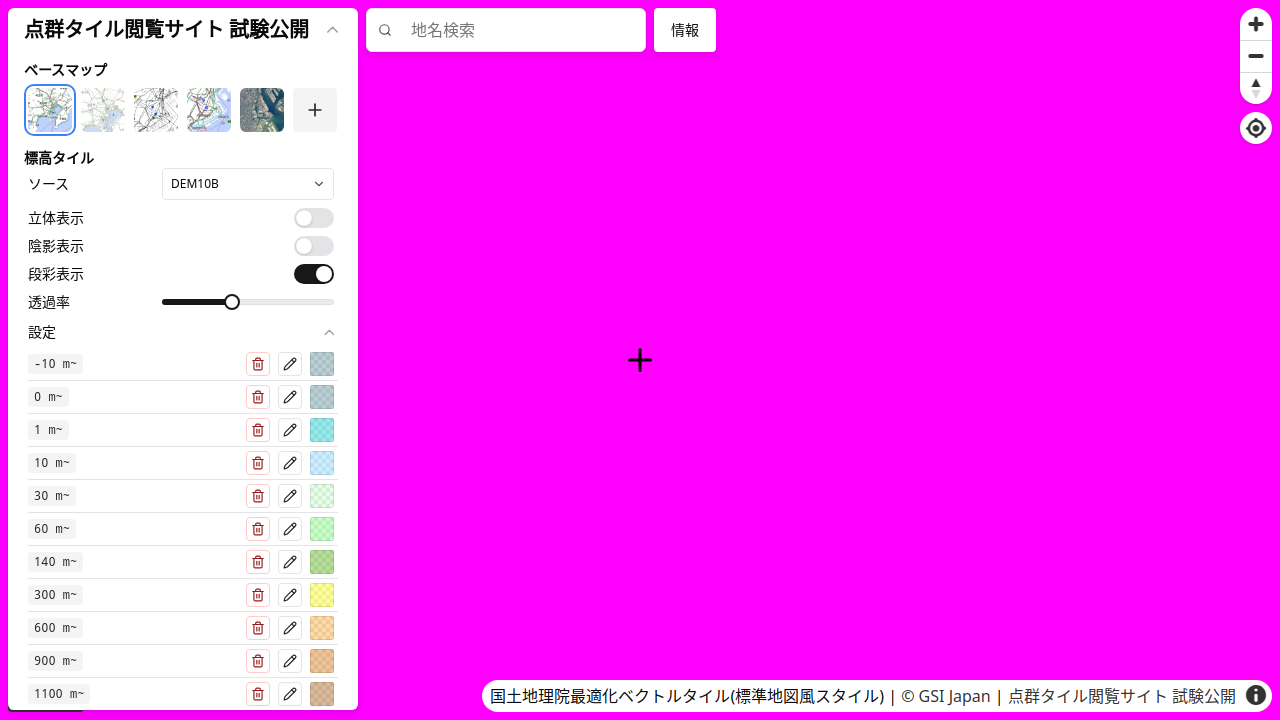 点群タイル閲覧サイト 試験公開
地名検索
情報
ベースマップ
標高タイル
ソース
DEM10B
立体表示
陰影表示
段彩表示
透過率
設定
-10 m~
0 m~
1 m~
10 m~
30 m~
60 m~
140 m~
300 m~
600 m~
900 m~
1100 m~
国土地理院最適化ベクトルタイル(標準地図風スタイル) | © GSI Japan | 点群タイル閲覧サイト 試験公開